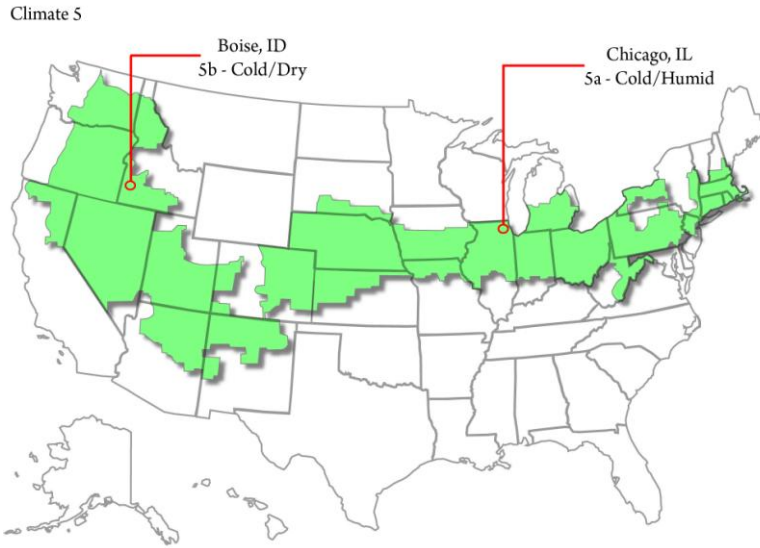 Climate 5
Boise, ID
5b - Cold/Dry
Chicago, IL
5a - Cold/Humid